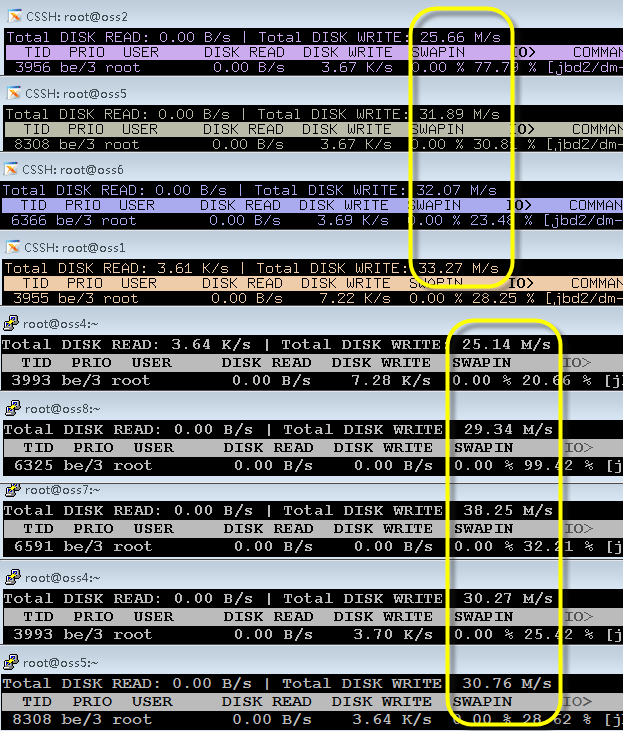 CSSH: root@oss2
Total DISK READ: 0.00 B/s | Total DISK WRITE: 25.66 M/s
TID PRIO USER DISK READ DISK WRITE SWAPIN IO> COMMAN
3956 be/3 root 0.00 B/s 3.67 K/s 0.00 % 77.79 % [jbd2/dm-
CSSH: root@oss5
Total DISK READ: 0.00 B/s | Total DISK WRITE: 31.89 M/s
TID PRIO USER DISK READ DISK WRITE SWAPIN IO> COMMAN
8308 be/3 root 0.00 B/s 3.67 K/s 0.00 % 30.81 % [jbd2/dm-
CSSH: root@oss6
Total DISK READ: 0.00 B/s | Total DISK WRITE: 32.07 M/s
TID PRIO USER DISK READ DISK WRITE SWAPIN IO> COMMAN
6366 be/3 root 0.00 B/s 3.69 K/s 0.00 % 23.48 % [jbd2/dm-
CSSH: root@oss1
Total DISK READ: 3.61 K/s | Total DISK WRITE: 33.27 M/s
TID PRIO USER DISK READ DISK WRITE SWAPIN IO> COMMAN
3955 be/3 root 0.00 B/s 7.22 K/s 0.00 % 28.25 % [jbd2/dm-
root@oss4:~
Total DISK READ: 3.64 K/s | Total DISK WRITE: 25.14 M/s
TID PRIO USER DISK READ DISK WRITE SWAPIN IO>
3993 be/3 root 0.00 B/s 7.28 K/s 0.00 % 20.66 % [j
root@oss8:~
Total DISK READ: 0.00 B/s | Total DISK WRITE 29.34 M/s
TID PRIO USER DISK READ DISK WRITE SWAPIN IO>
6325 be/3 root 0.00 B/s 0.00 B/s 0.00 % 99.42 % [j
root@oss7:~
Total DISK READ: 0.00 B/s | Total DISK WRITE 38.25 M/s
TID PRIO USER DISK READ DISK WRITE SWAPIN IO>
6591 be/3 root 0.00 B/s 0.00 B/s 0.00 % 32.21 % [j
root@oss4:~
Total DISK READ: 0.00 B/s | Total DISK WRITE 30.27 M/s
TID PRIO USER DISK READ DISK WRITE SWAPIN IO>
3993 be/3 root 0.00 B/s 3.70 K/s 0.00 % 25.42 % [j
root@oss5:~
Total DISK READ: 0.00 B/s | Total DISK WRITE 30.76 M/s
TID PRIO USER DISK READ DISK WRITE SWAPIN IO>
8308 be/3 root 0.00 B/s 3.64 K/s 0.00 % 28.62 % [j